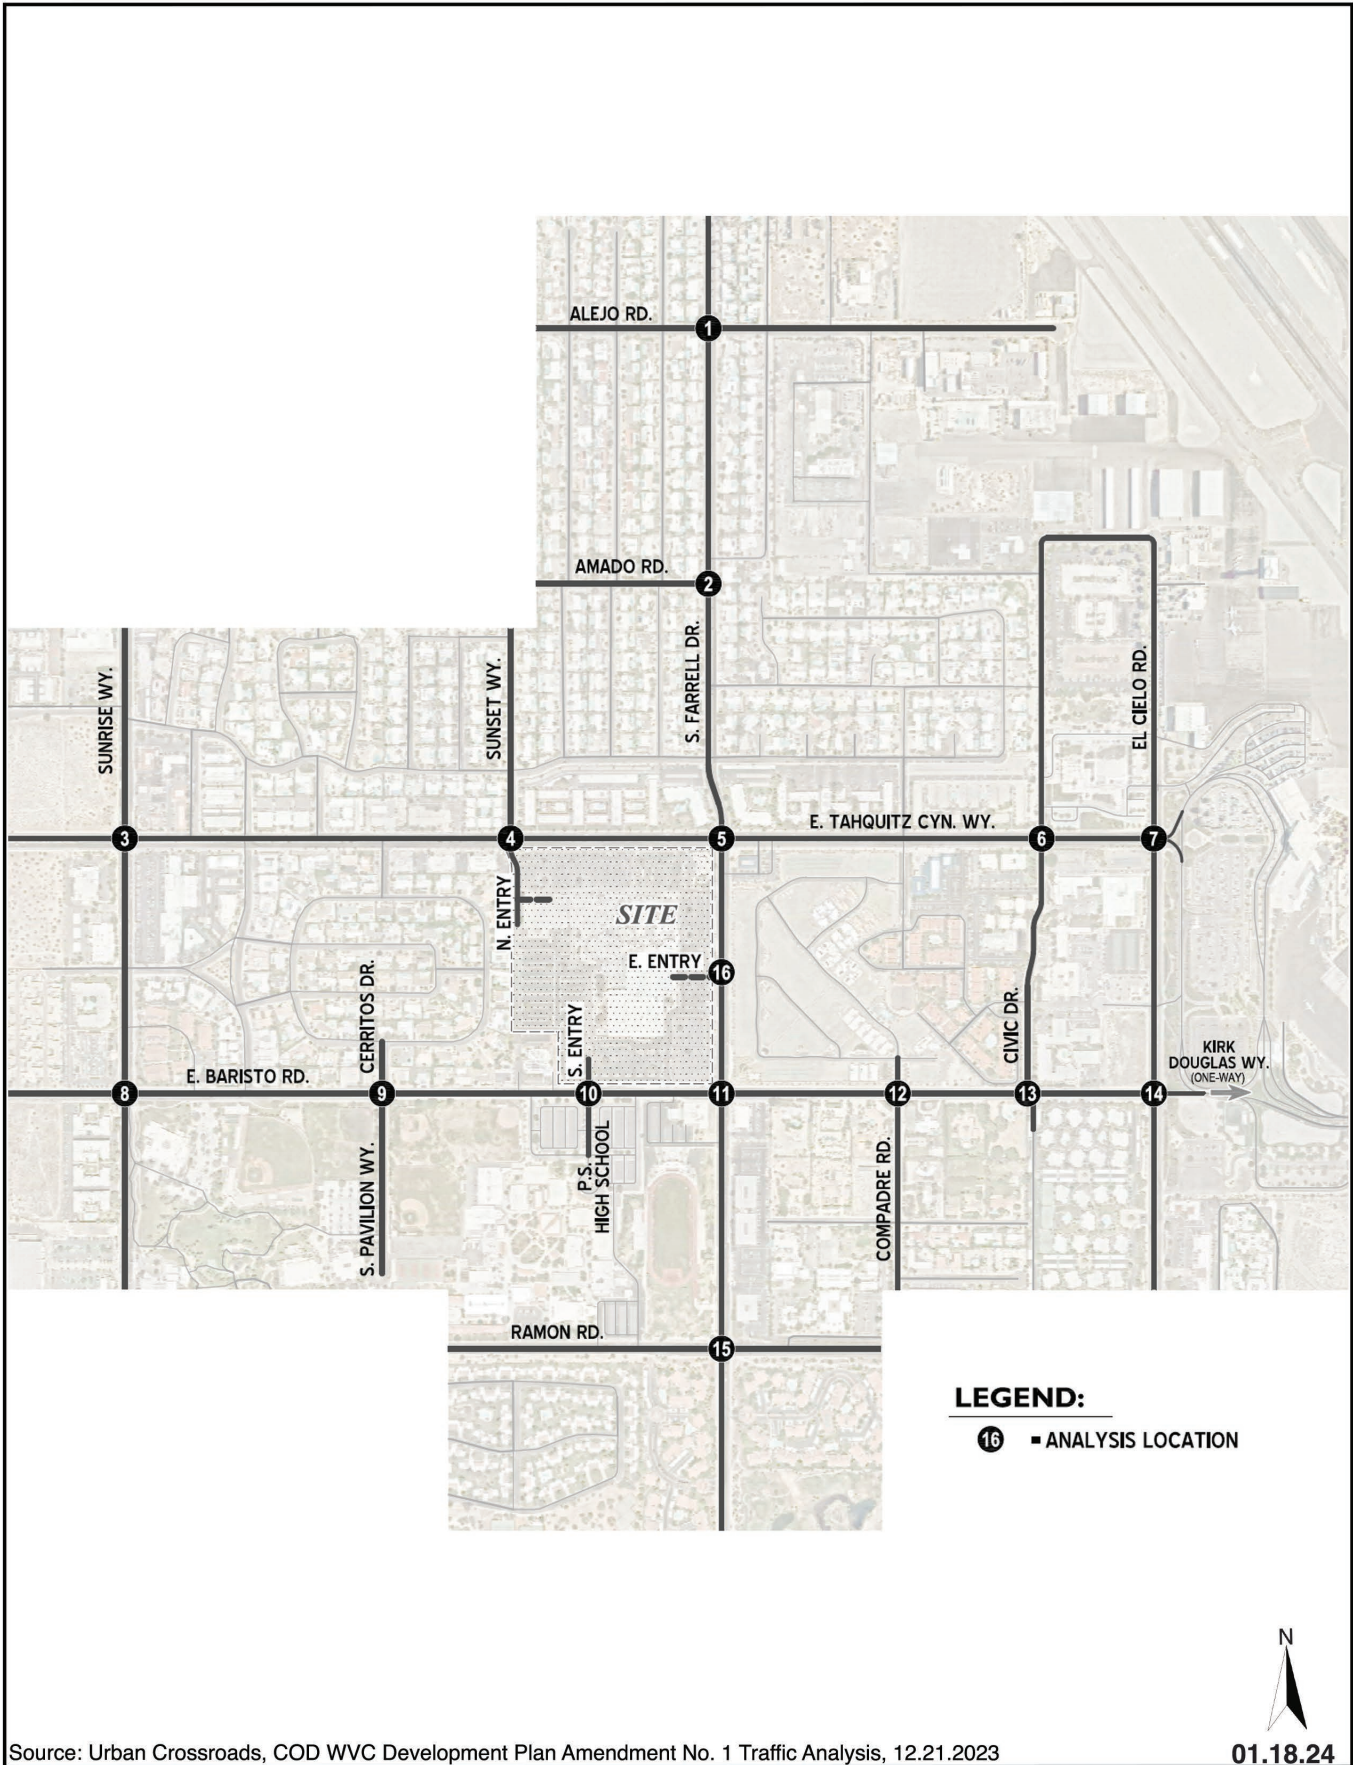 ALEJO RD.
1
AMADO RD.
2
S. FARRELL DR.
SUNRISE WY.
SUNSET WY.
EL CIELO RD.
E. TAHQUITZ CYN. WY.
3
4
5
6
7
N. ENTRY
SITE
E. ENTRY
16
S. ENTRY
CERRITOS DR.
CIVIC DR.
KIRK
DOUGLAS WY.
(ONE-WAY)
E. BARISTO RD.
8
9
10
11
12
13
14
S. PAVILION WY.
P.S.
HIGH SCHOOL
COMPADRE RD.
RAMON RD.
15
LEGEND:
16 = ANALYSIS LOCATION
N
Source: Urban Crossroads, COD WVC Development Plan Amendment No. 1 Traffic Analysis, 12.21.2023
01.18.24